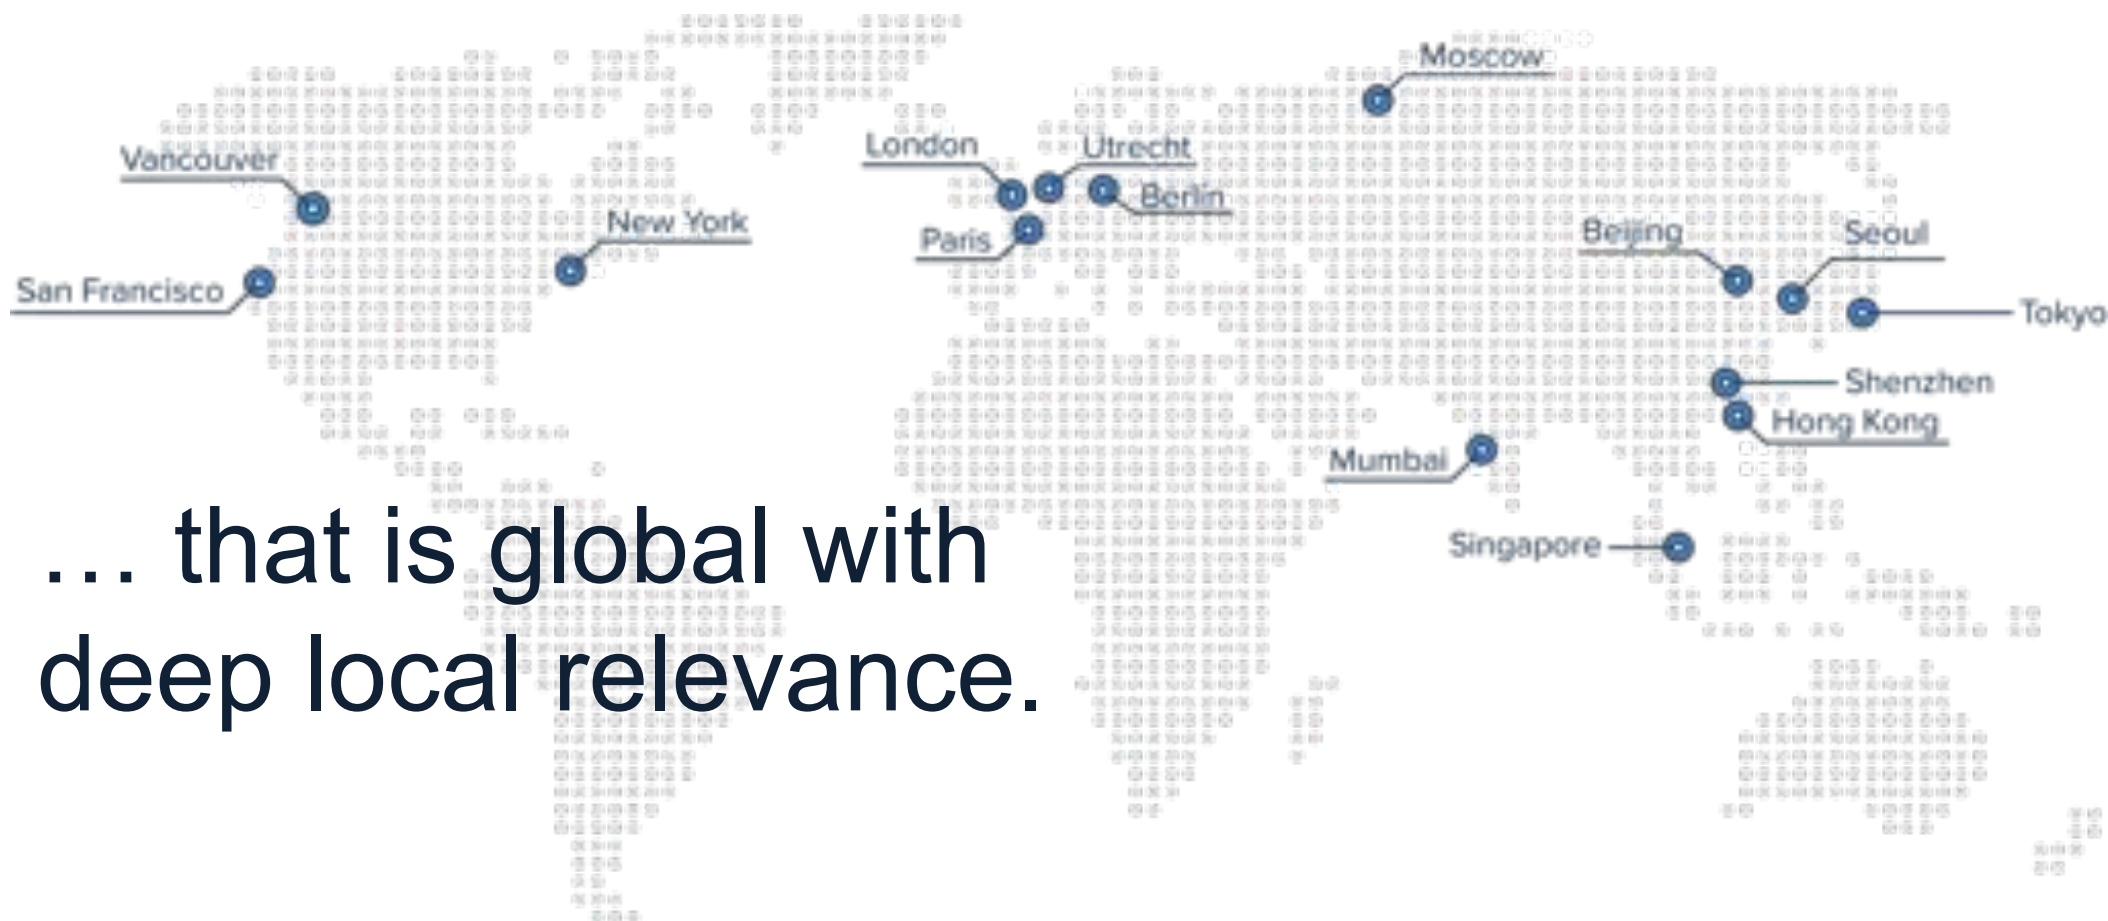 Moscow
London
Utrecht
Vancouver
Berlin
New York
Paris
Beijing
Seoul
San Francisco
Tokyo
Shenzhen
Hong Kong
Mumbai
Singapore
… that is global with
deep local relevance.